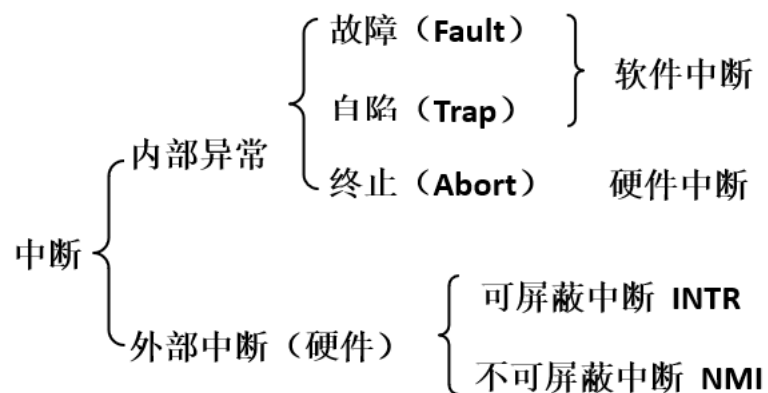 故障（Fault）
软件中断
自陷（Trap）
内部异常
终止（Abort）
硬件中断
中断
可屏蔽中断 INTR
外部中断（硬件）
不可屏蔽中断 NMI